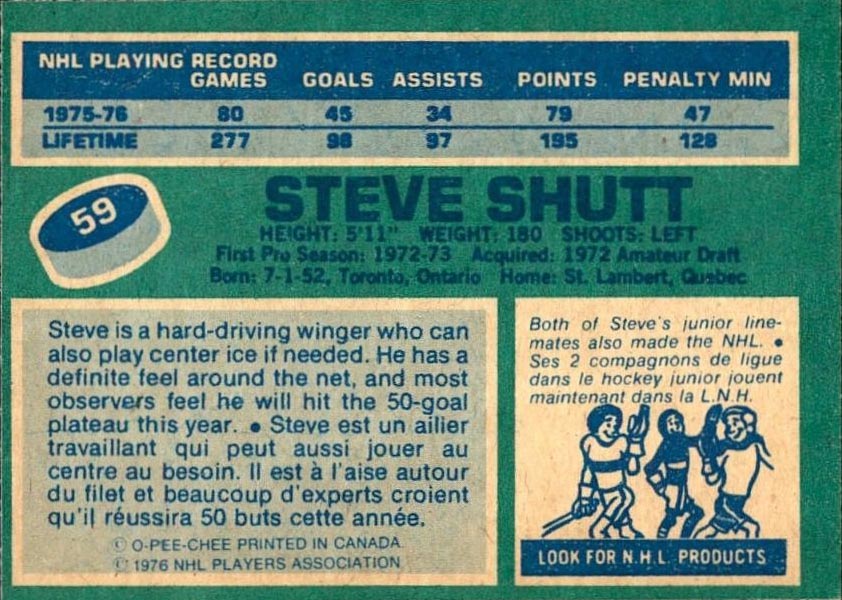 NHL PLAYING RECORD
GAMES GOALS ASSISTS POINTS PENALTY MIN
1975-76 80 45 34 79 47
LIFETIME 277 98 97 195 128
59
STEVE SHUTT
HEIGHT: 5'11" WEIGHT: 180 SHOOTS: LEFT
First Pro Season: 1972-73 Acquired: 1972 Amateur Draft
Born: 7-1-52, Toronto, Ontario Home: St. Lambert, Quebec
Steve is a hard-driving winger who can
also play center ice if needed. He has a
definite feel around the net, and most
observers feel he will hit the 50-goal
plateau this year. • Steve est un ailier
travaillant qui peut aussi jouer au
centre au besoin. Il est à l'aise autour
du filet et beaucoup d'experts croient
qu'il réussira 50 buts cette année.
© O-PEE-CHEE PRINTED IN CANADA
© 1976 NHL PLAYERS ASSOCIATION
Both of Steve's junior line-
mates also made the NHL. •
Ses 2 compagnons de ligue
dans le hockey junior jouent
maintenant dans la L.N.H.
LOOK FOR N.H.L. PRODUCTS